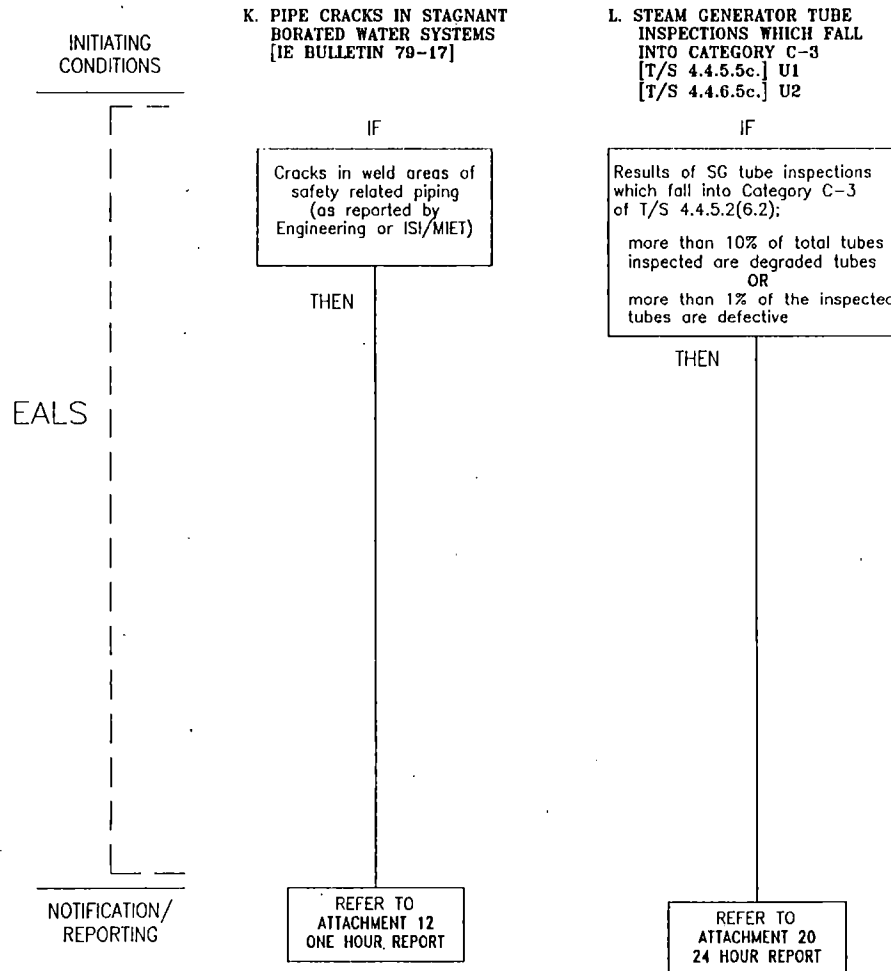 INITIATING
CONDITIONS
K. PIPE CRACKS IN STAGNANT
BORATED WATER SYSTEMS
[IE BULLETIN 79-17]
L. STEAM GENERATOR TUBE
INSPECTIONS WHICH FALL
INTO CATEGORY C-3
[T/S 4.4.5.5c.] U1
[T/S 4.4.6.5c.] U2
EALS
IF
Cracks in weld areas of
safety related piping
(as reported by
Engineering or ISI/MIET)
THEN
IF
Results of SG tube inspections
which fall into Category C-3
of T/S 4.4.5.2(6.2);
more than 10% of total tubes
inspected are degraded tubes
OR
more than 1% of the inspected
tubes are defective
THEN
NOTIFICATION/
REPORTING
REFER TO
ATTACHMENT 12
ONE HOUR REPORT
REFER TO
ATTACHMENT 20
24 HOUR REPORT